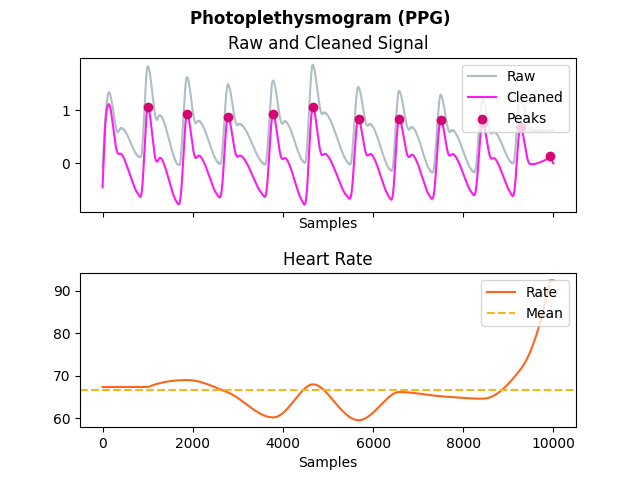 Photoplethysmogram (PPG)
Raw and Cleaned Signal
Raw
Cleaned
Peaks
1
0
Samples
Heart Rate
Rate
Mean
90
80
70
60
0 2000 4000 6000 8000 10000
Samples